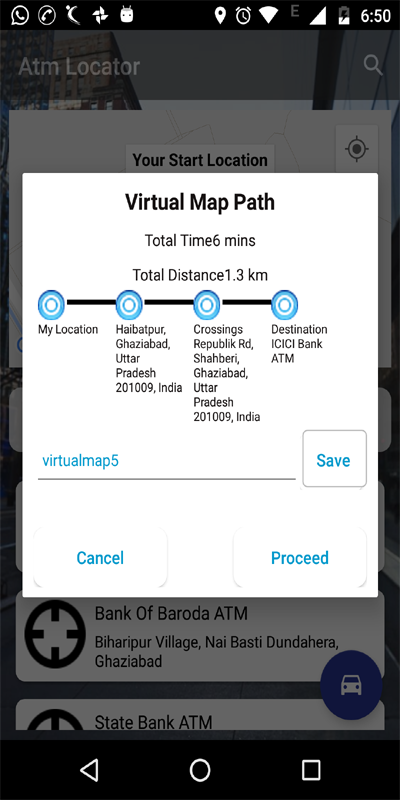 E 6:50
Atm Locator
Your Start Location
Virtual Map Path
Total Time6 mins
Total Distance1.3 km
My Location
Haibatpur,
Ghaziabad,
Uttar
Pradesh
201009, India
Crossings
Republik Rd,
Shahberi,
Ghaziabad,
Uttar
Pradesh
201009, India
Destination
ICICI Bank
ATM
virtualmap5
Save
Cancel
Proceed
Bank Of Baroda ATM
Biharipur Village, Nai Basti Dundahera,
Ghaziabad
State Bank ATM